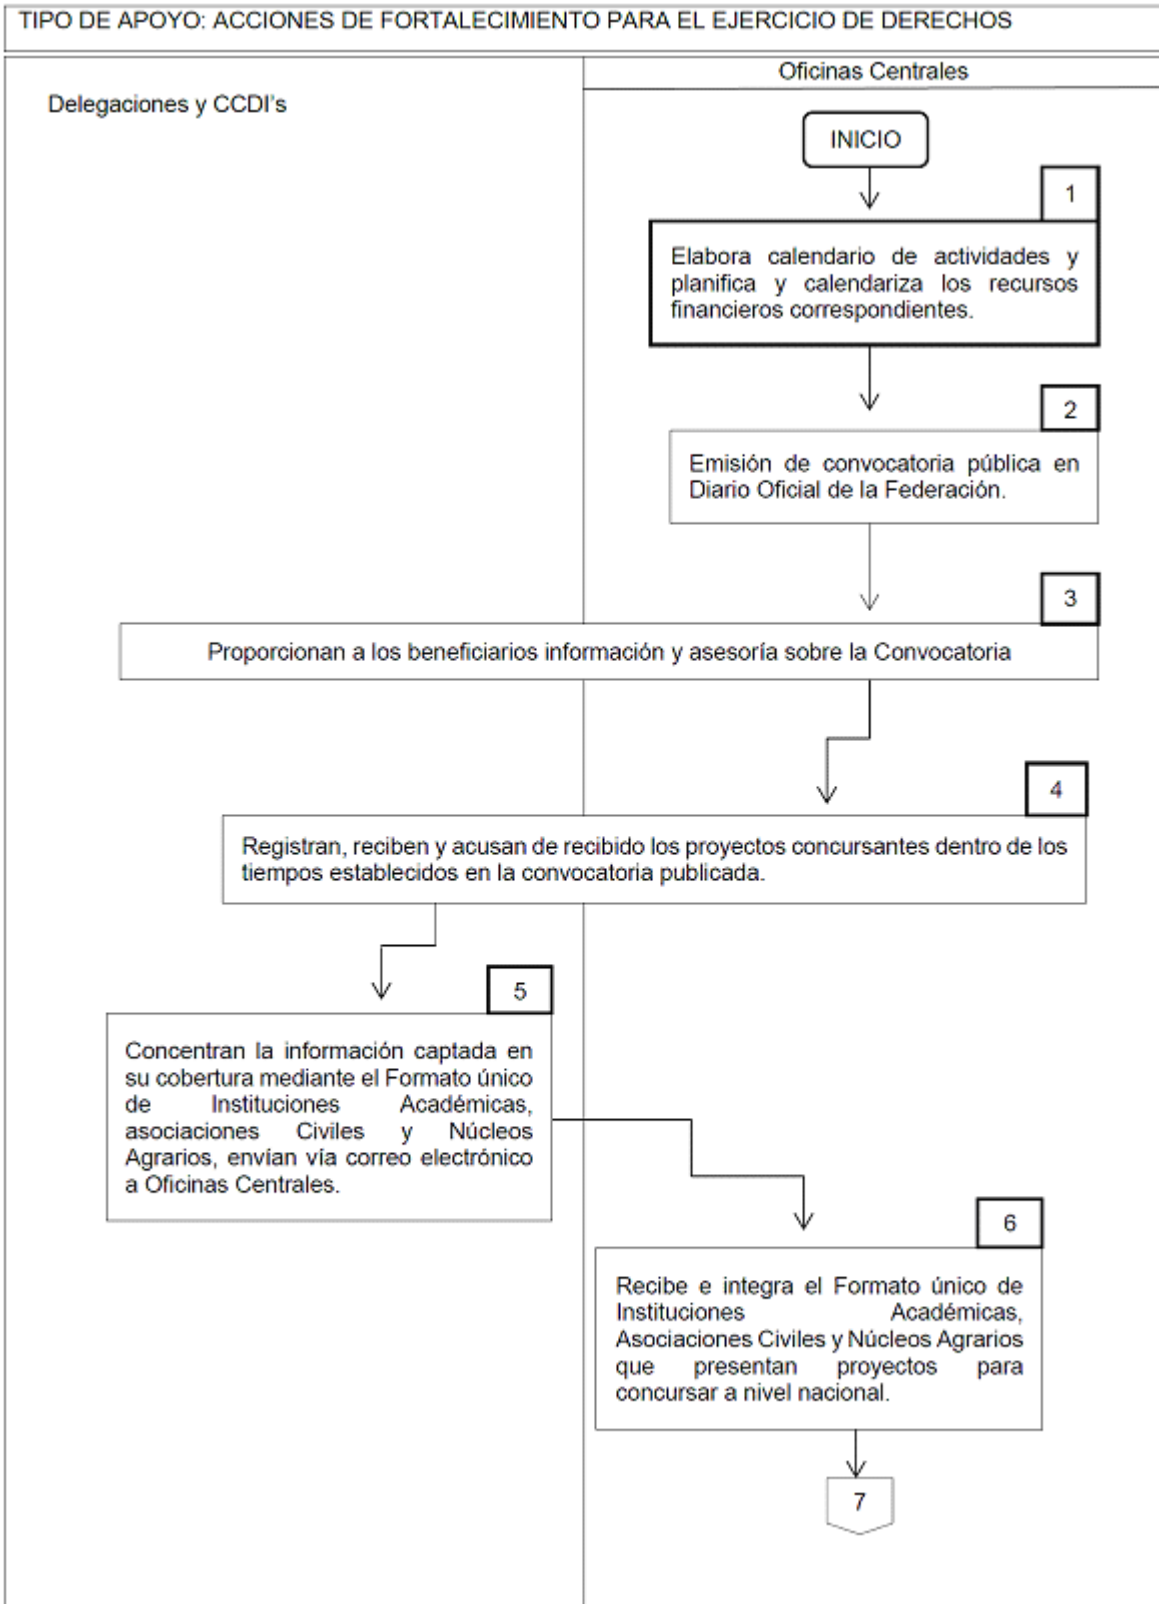 TIPO DE APOYO: ACCIONES DE FORTALECIMIENTO PARA EL EJERCICIO DE DERECHOS
Delegaciones y CCDI's
Oficinas Centrales
INICIO
1
Elabora calendario de actividades y
planifica y calendariza los recursos
financieros correspondientes.
2
Emisión de convocatoria pública en
Diario Oficial de la Federación.
3
Proporcionan a los beneficiarios información y asesoría sobre la Convocatoria
4
Registran, reciben y acusan de recibido los proyectos concursantes dentro de los
tiempos establecidos en la convocatoria publicada.
5
Concentran la información captada en
su cobertura mediante el Formato único
de Instituciones Académicas,
asociaciones Civiles y Núcleos
Agrarios, envían vía correo electrónico
a Oficinas Centrales.
6
Recibe e integra el Formato único de
Instituciones Académicas,
Asociaciones Civiles y Núcleos Agrarios
que presentan proyectos para
concursar a nivel nacional.
7